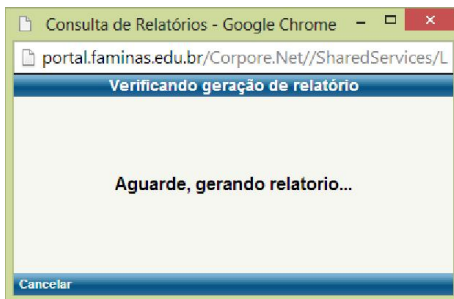 Consulta de Relatórios - Google Chrome
portal.faminas.edu.br/Corpore.Net//SharedServices/L
Verificando geração de relatório
Aguarde, gerando relatorio...
Cancelar